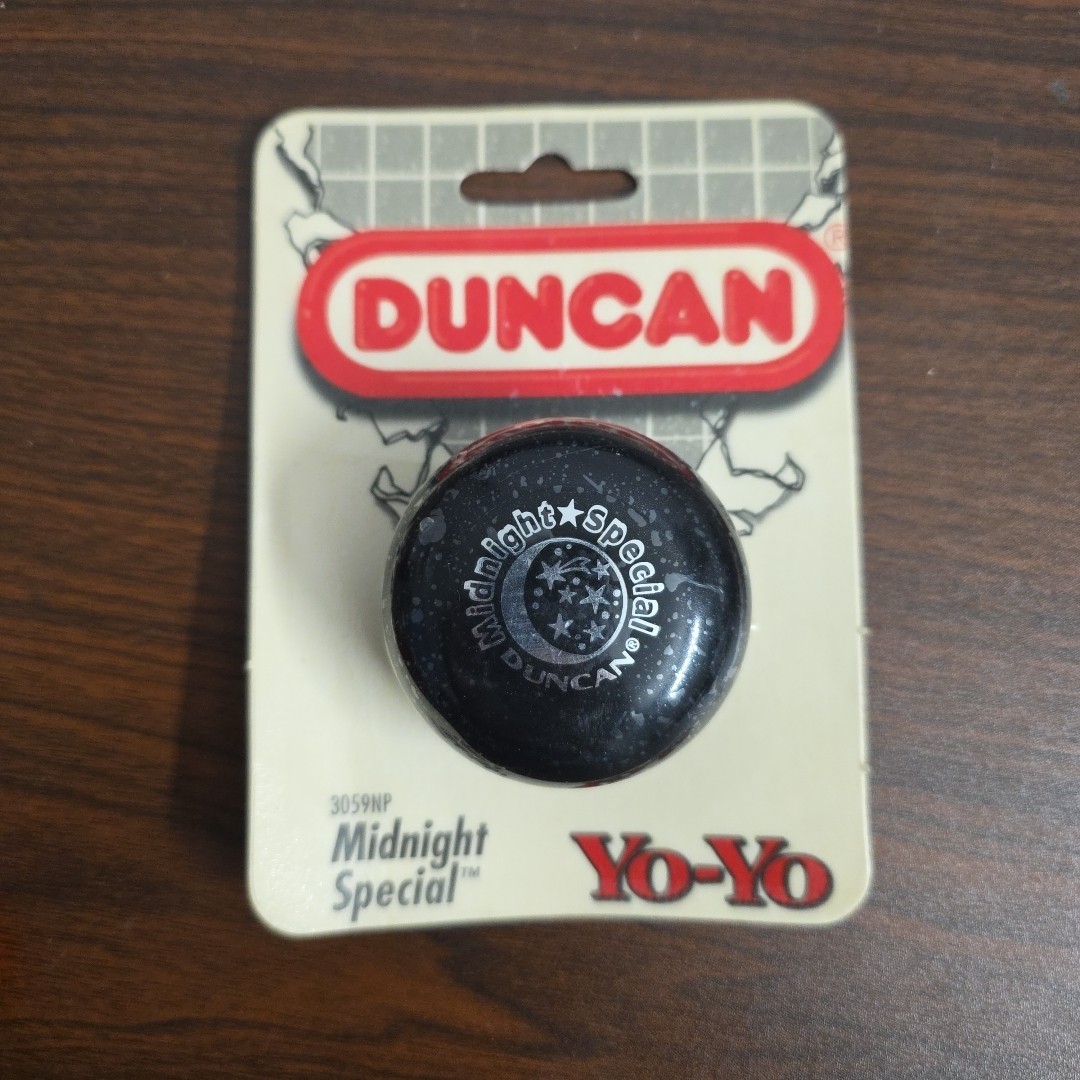 DUNCAN®
Midnight★Special
DUNCAN®
3059NP
Midnight
Special™
Yo-Yo